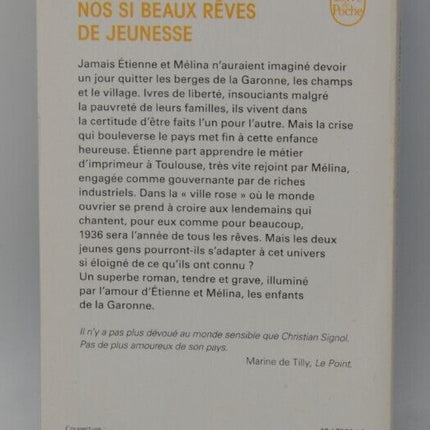 NOS SI BEAUX RÊVES
DE JEUNESSE
Poche
Jamais Étienne et Mélina n'auraient imaginé devoir
un jour quitter les berges de la Garonne, les champs
et le village. Ivres de liberté, insouciants malgré
la pauvreté de leurs familles, ils vivent dans
la certitude d'être faits l'un pour l'autre. Mais la crise
qui bouleverse le pays met fin à cette enfance
heureuse. Étienne part apprendre le métier
d'imprimeur à Toulouse, très vite rejoint par Mélina,
engagée comme gouvernante par de riches
industriels. Dans la « ville rose » où le monde
ouvrier se prend à croire aux lendemains qui
chantent, pour eux comme pour beaucoup,
1936 sera l'année de tous les rêves. Mais les deux
jeunes gens pourront-ils s'adapter à cet univers
si éloigné de ce qu'ils ont connu ?
Un superbe roman, tendre et grave, illuminé
par l'amour d'Étienne et Mélina, les enfants
de la Garonne.
Il n'y a pas plus dévoué au monde sensible que Christian Signol.
Pas de plus amoureux de son pays.
Marine de Tilly, Le Point.